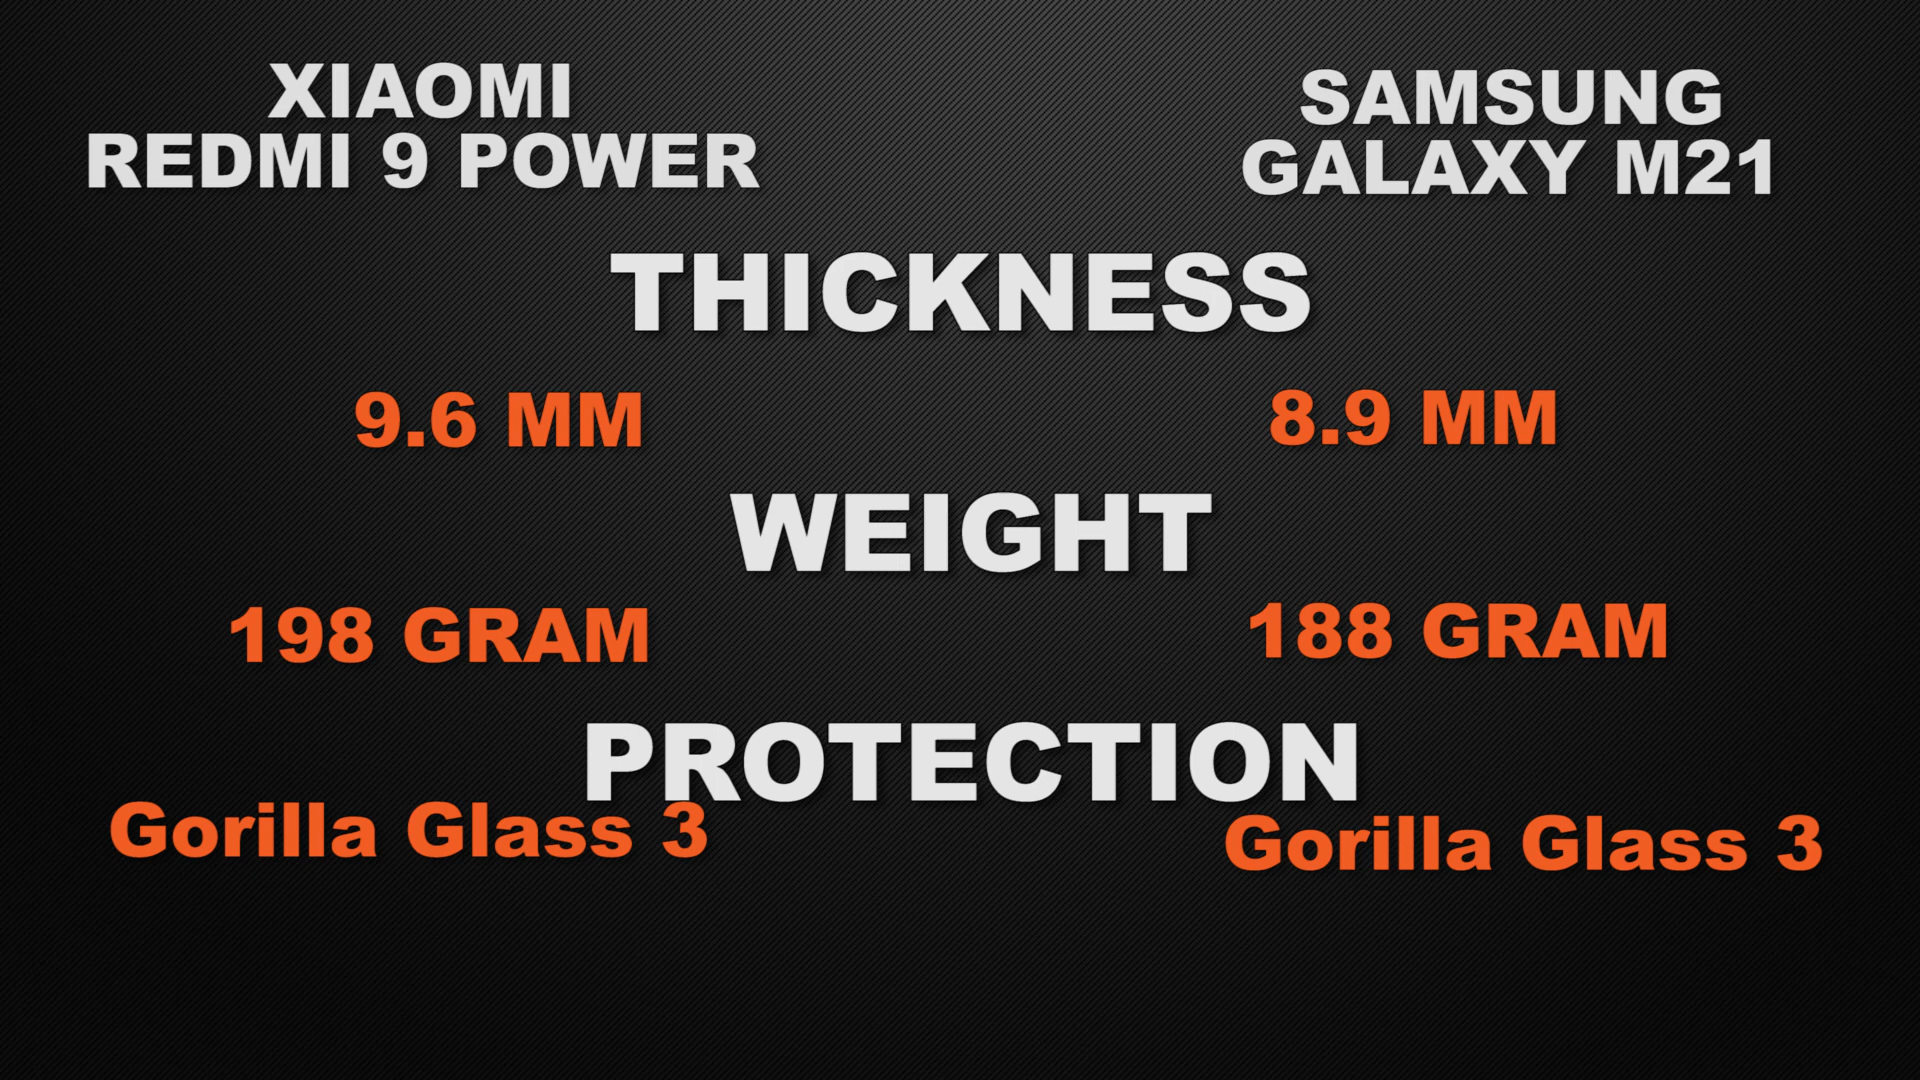 XIAOMI
REDMI 9 POWER
SAMSUNG
GALAXY M21
THICKNESS
9.6 MM
8.9 MM
WEIGHT
198 GRAM
188 GRAM
PROTECTION
Gorilla Glass 3
Gorilla Glass 3